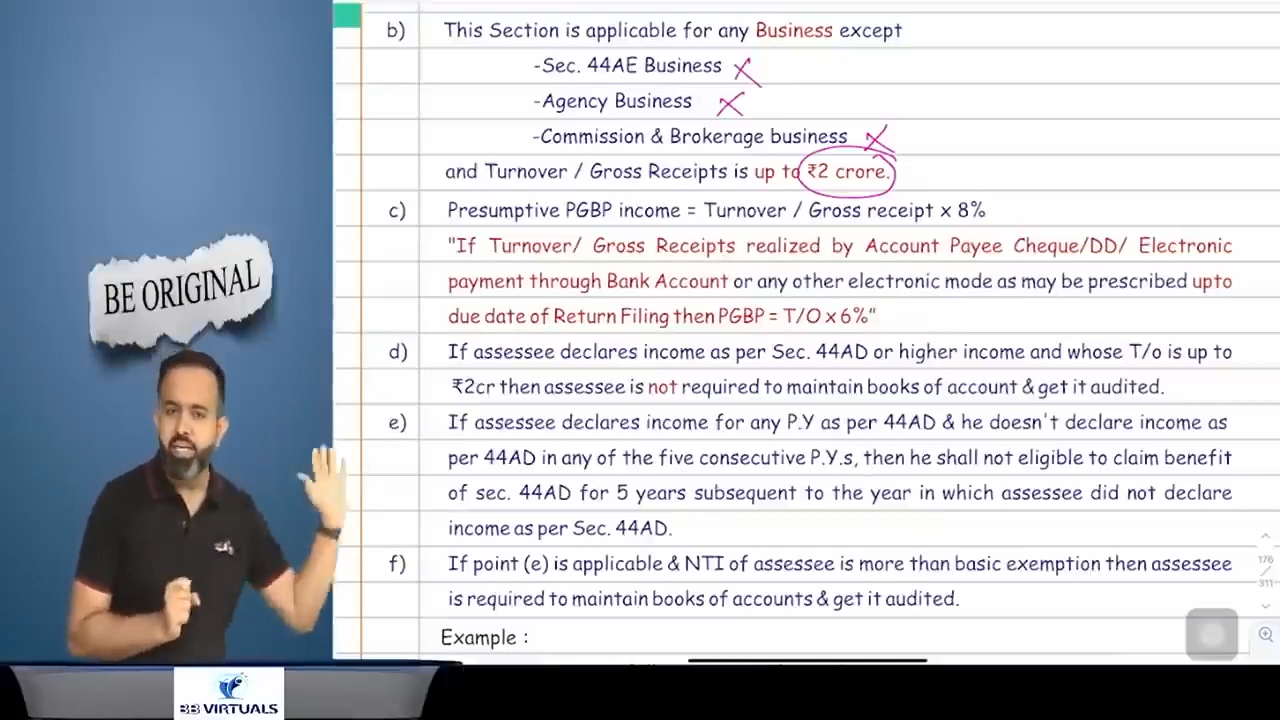 b) This Section is applicable for any Business except
-Sec. 44AE Business
-Agency Business
-Commission & Brokerage business
and Turnover / Gross Receipts is up to ₹2 crore.
c) Presumptive PGBP income = Turnover / Gross receipt x 8%
"If Turnover/ Gross Receipts realized by Account Payee Cheque/DD/ Electronic
payment through Bank Account or any other electronic mode as may be prescribed upto
due date of Return Filing then PGBP = T/O x 6%"
d) If assessee declares income as per Sec. 44AD or higher income and whose T/o is up to
₹2cr then assessee is not required to maintain books of account & get it audited.
e) If assessee declares income for any P.Y as per 44AD & he doesn't declare income as
per 44AD in any of the five consecutive P.Y.s, then he shall not eligible to claim benefit
of sec. 44AD for 5 years subsequent to the year in which assessee did not declare
income as per Sec. 44AD.
f) If point (e) is applicable & NTI of assessee is more than basic exemption then assessee
is required to maintain books of accounts & get it audited.
Example :
BE ORIGINAL
BB VIRTUALS
176
/
311